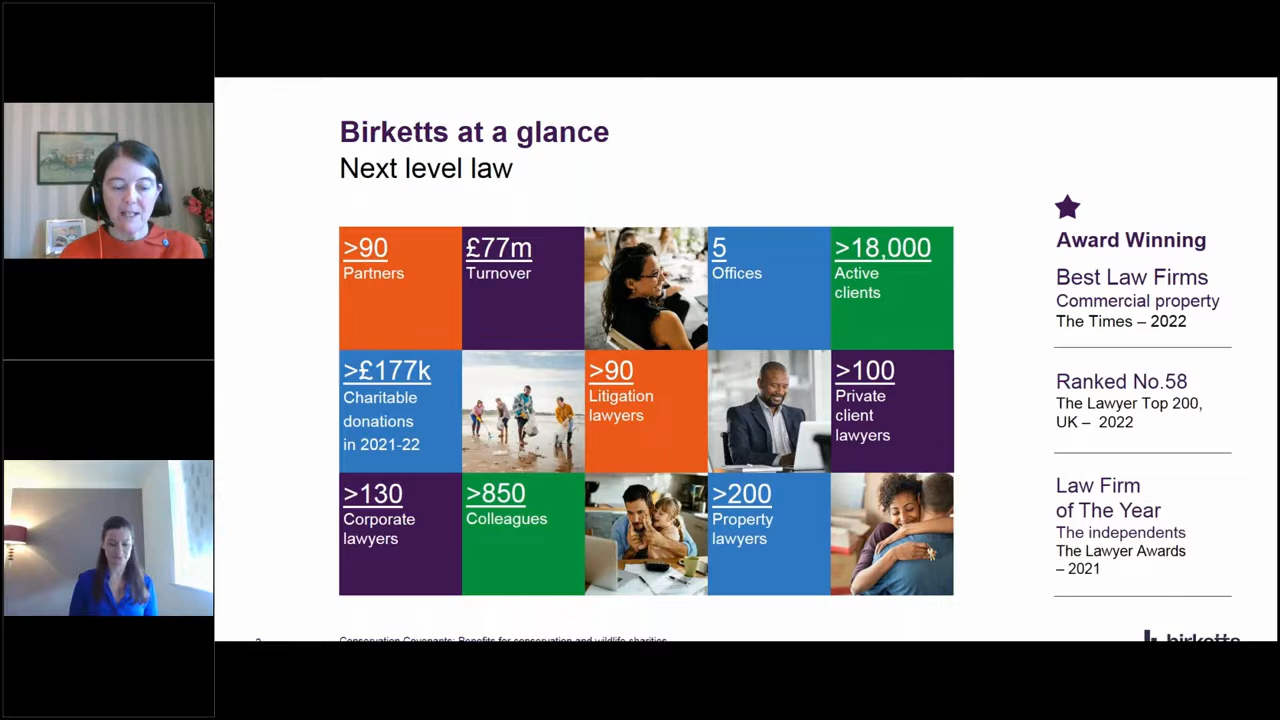 Birketts at a glance
Next level law
>90
Partners
£77m
Turnover
5
Offices
>18,000
Active
clients
>£177k
Charitable
donations
in 2021-22
>90
Litigation
lawyers
>100
Private
client
lawyers
>130
Corporate
lawyers
>850
Colleagues
>200
Property
lawyers
Award Winning
Best Law Firms
Commercial property
The Times – 2022
Ranked No.58
The Lawyer Top 200,
UK – 2022
Law Firm
of The Year
The independents
The Lawyer Awards
– 2021
Conservation Covenants: Benefits for conservation and wildlife charities
birketts